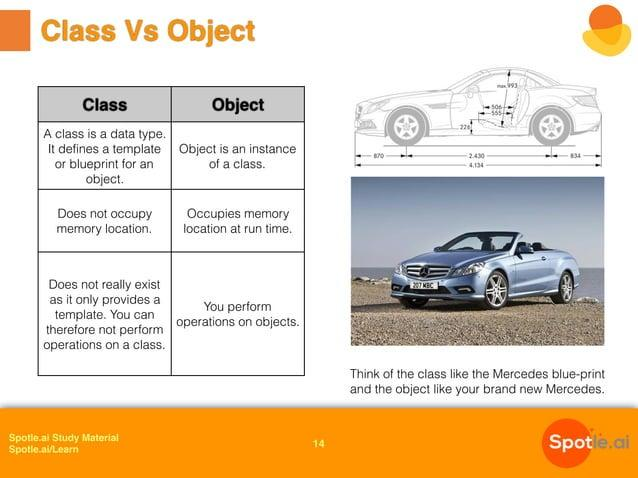 Class Vs Object
Class
Object
A class is a data type.
It defines a template
or blueprint for an
object.
Object is an instance
of a class.
Does not occupy
memory location.
Occupies memory
location at run time.
Does not really exist
as it only provides a
template. You can
therefore not perform
operations on a class.
You perform
operations on objects.
max.993
506
555
226
870
2.430
834
4.134
207 MBC
Think of the class like the Mercedes blue-print
and the object like your brand new Mercedes.
Spotle.ai Study Material
Spotle.ai/Learn
14
Spotle.ai